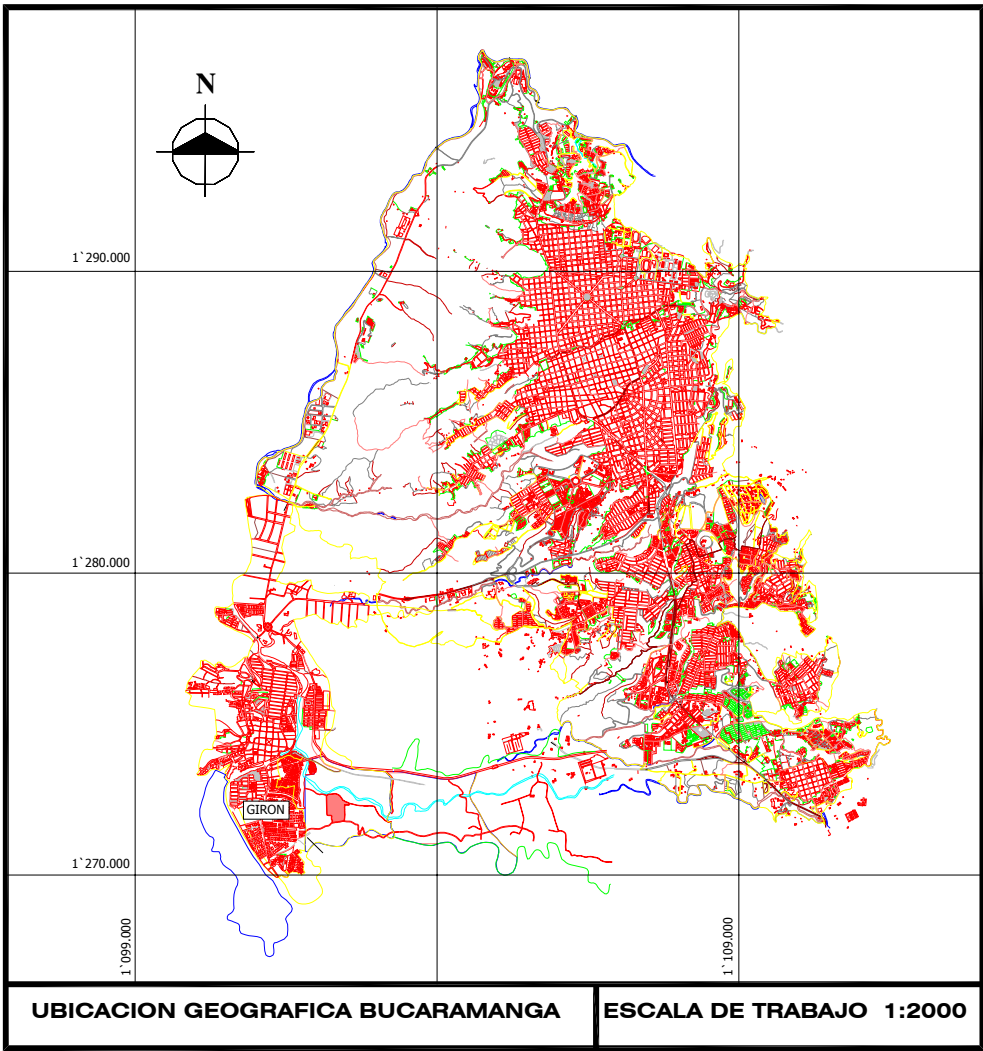 N
1`290.000
1`280.000
GIRON
1`270.000
1`099.000
1`109.000
UBICACION GEOGRAFICA BUCARAMANGA
ESCALA DE TRABAJO 1:2000